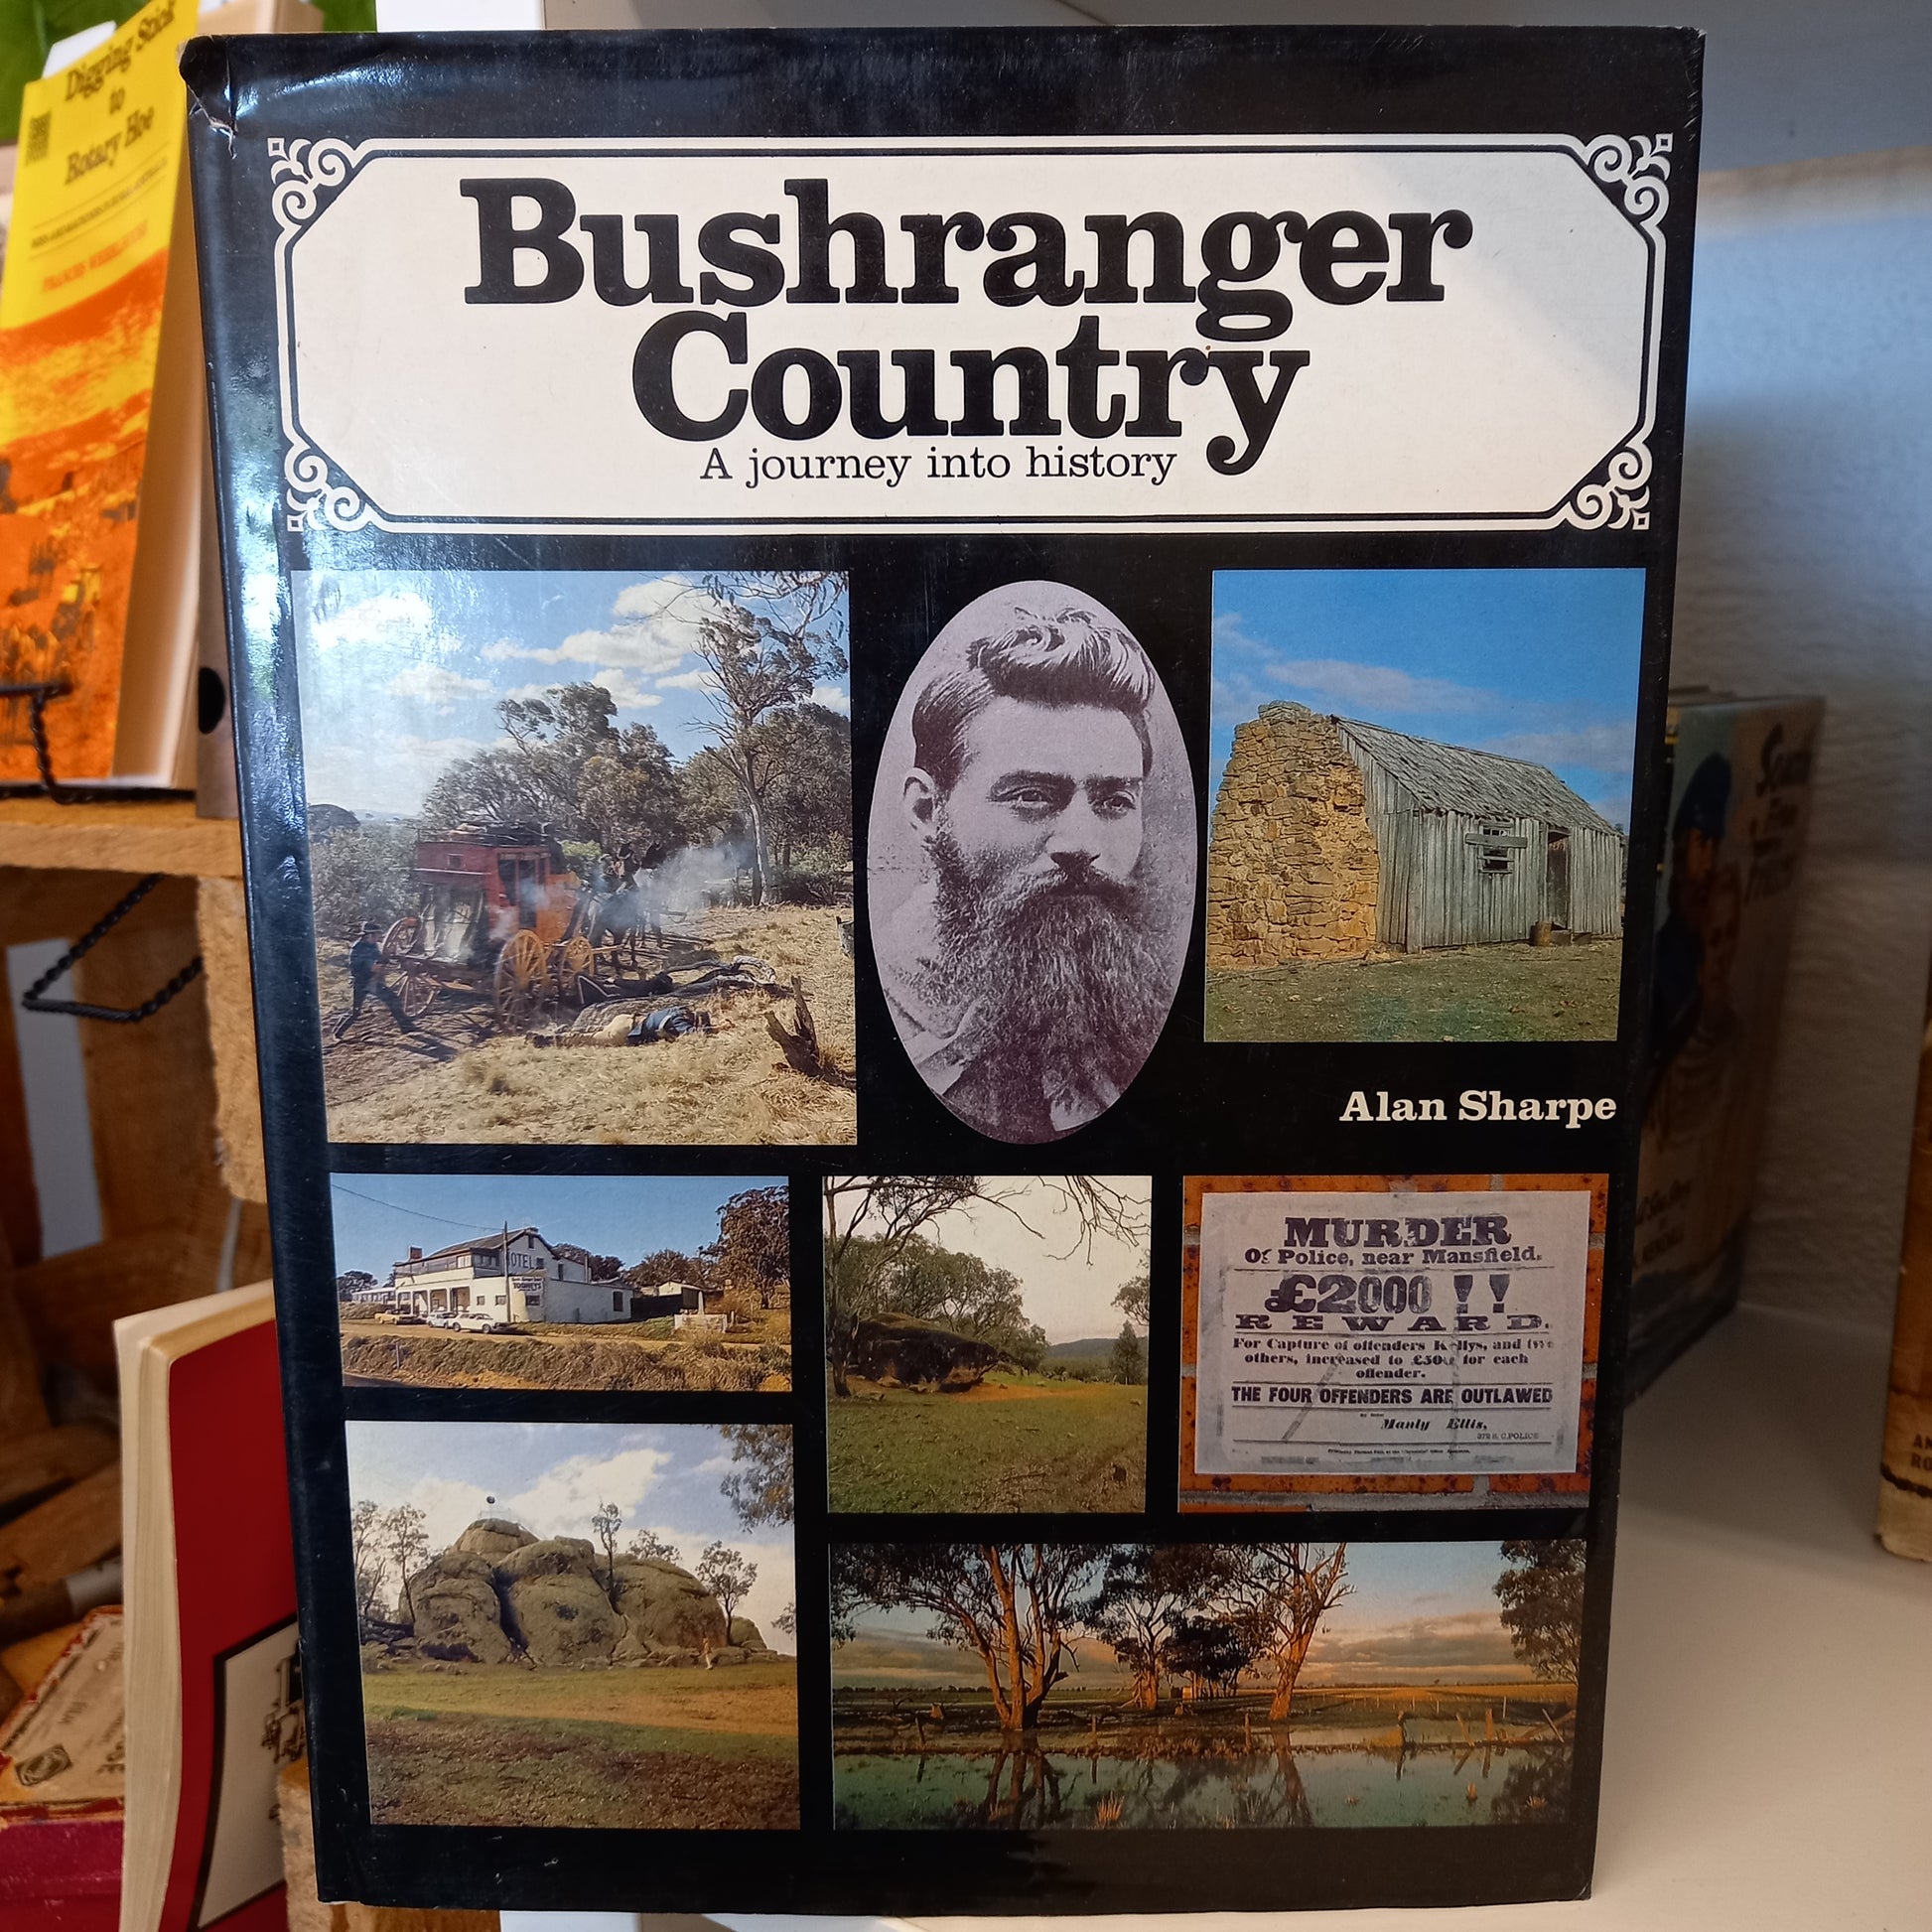 Digging Stick
to
Rotary Hoe
Bushranger
Country
A journey into history
Alan Sharpe
HOTEL
MURDER
Of Police, near Mansfield.
£2000 !!
REWARD.
For Capture of offenders Kellys, and
others, increased to for each
offender.
THE FOUR OFFENDERS ARE OUTLAWED
Manly Ellis,
POLICE